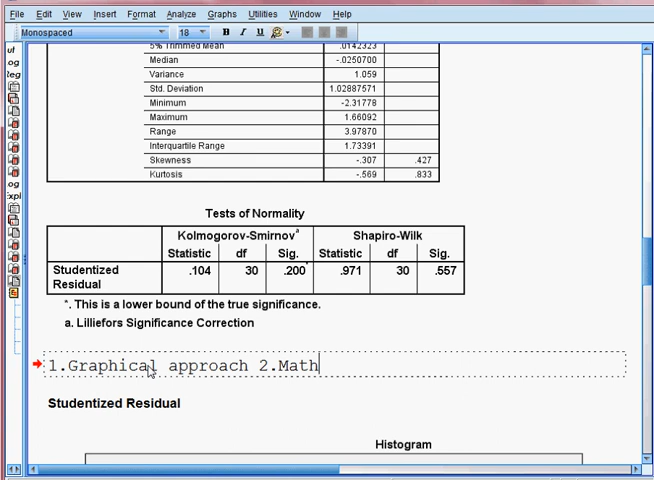 File Edit View Insert Format Analyze Graphs Utilities Window Help
Monospaced 18 B I U
5% Trimmed Mean .0142323
Median -.0250700
Variance 1.059
Std. Deviation 1.02887571
Minimum -2.31778
Maximum 1.66092
Range 3.97870
Interquartile Range 1.73391
Skewness -.307 .427
Kurtosis -.569 .833
Tests of Normality
Kolmogorov-Smirnov a Shapiro-Wilk
Statistic df Sig. Statistic df Sig.
Studentized Residual .104 30 .200* .971 30 .557
*. This is a lower bound of the true significance.
a. Lilliefors Significance Correction
1.Graphical approach 2.Math
Studentized Residual
Histogram